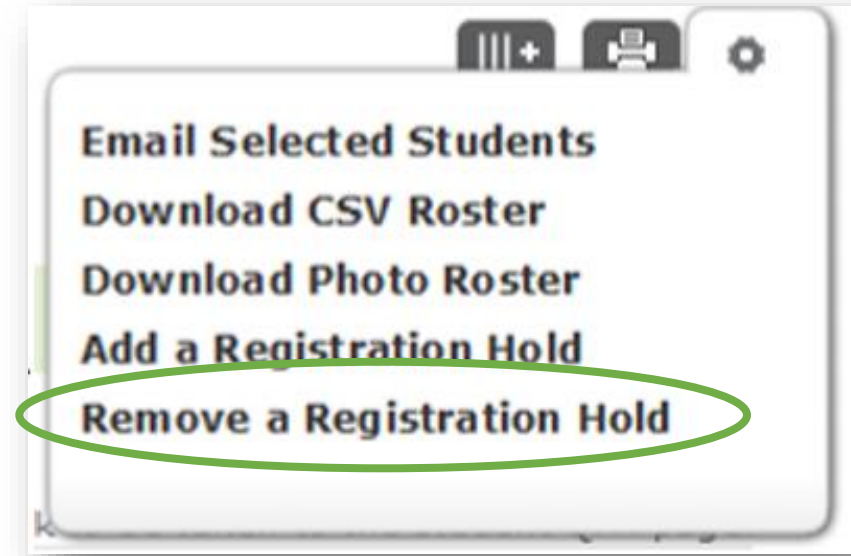 Email Selected Students
Download CSV Roster
Download Photo Roster
Add a Registration Hold
Remove a Registration Hold